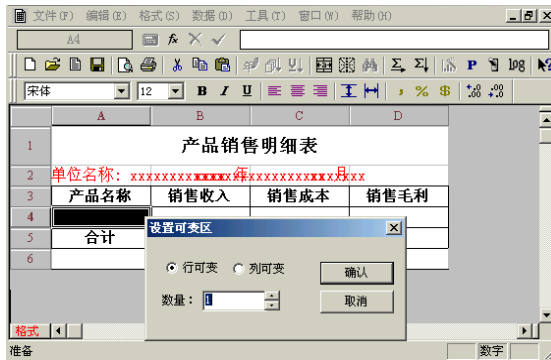 文件(F) 编辑(E) 格式(S) 数据(D) 工具(T) 窗口(W) 帮助(H)
A4 fx
Σ P log
宋体 12 B I U , % $ .00 .00
A B C D
1 产品销售明细表
2 单位名称: xxxxxxxxxxxxx年xxxxxxxxxxxx月xxx
3 产品名称 销售收入 销售成本 销售毛利
4
5 合计
6
设置可变区
行可变 列可变 确认
数量: 1 取消
格式
准备 数字